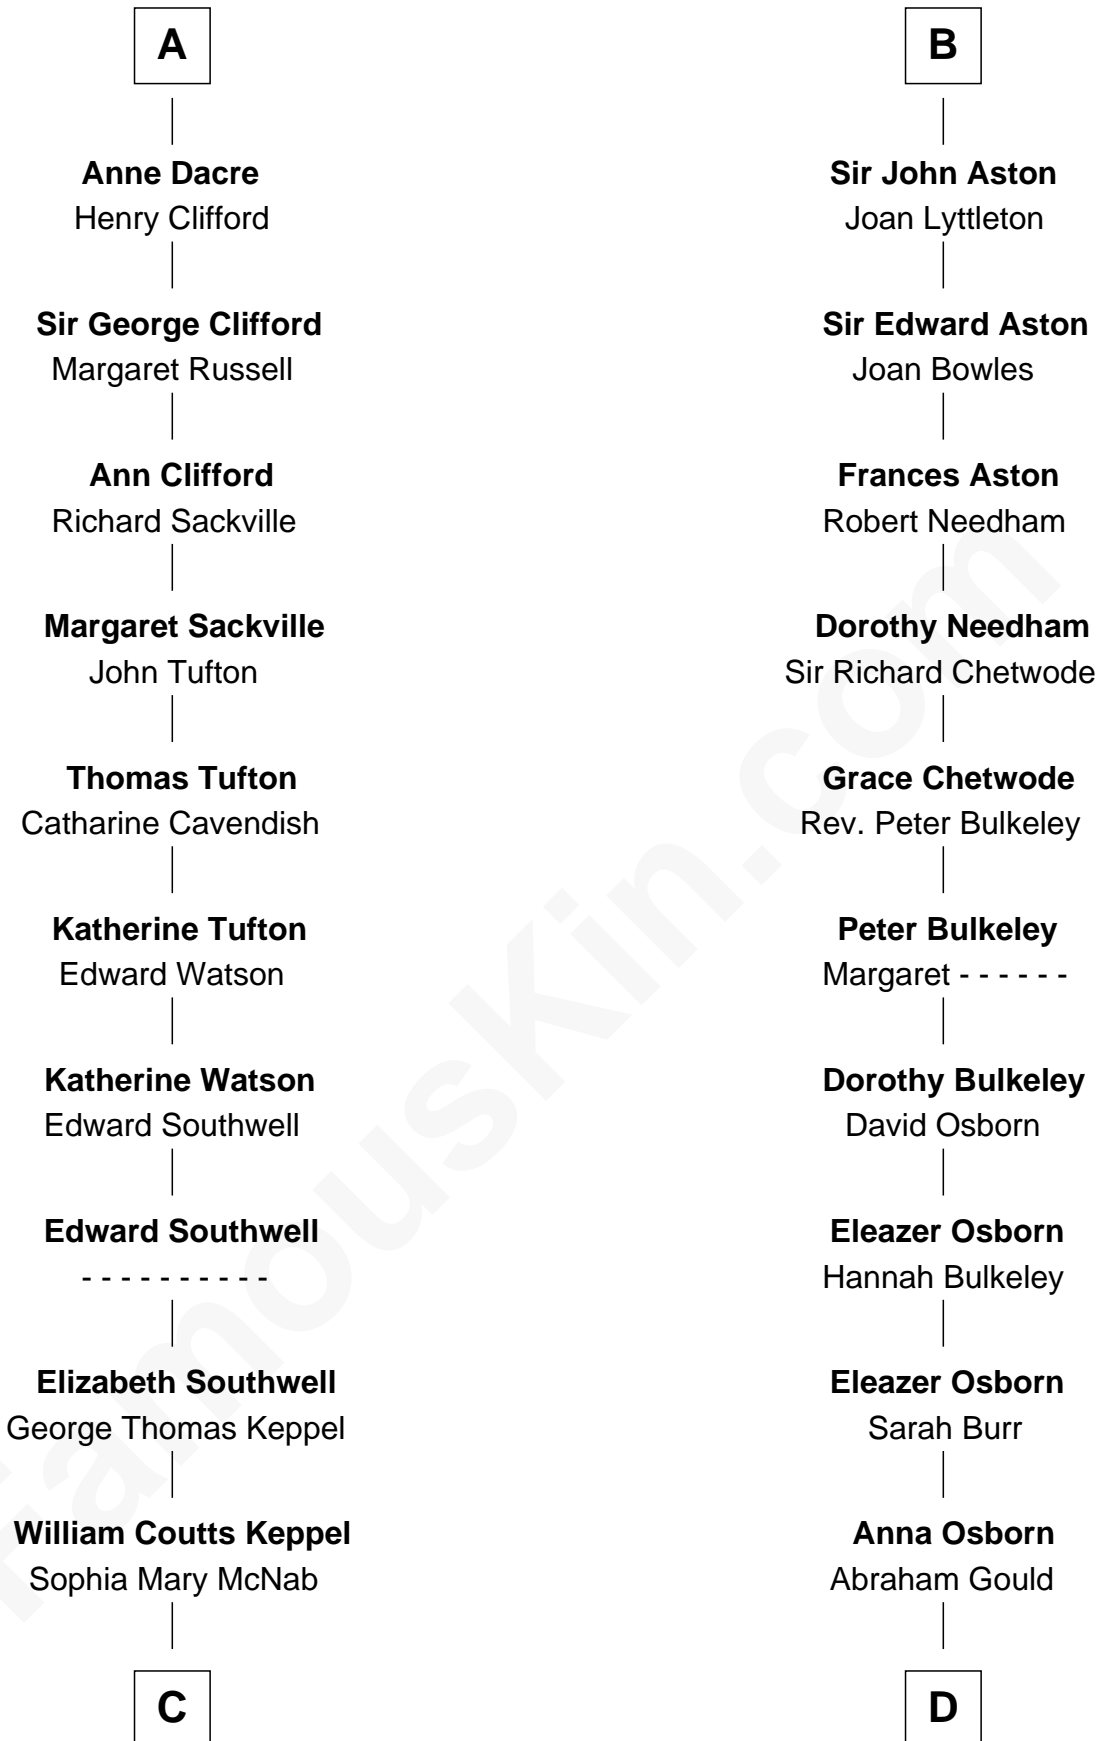 A
Anne Dacre
Henry Clifford
Sir George Clifford
Margaret Russell
Ann Clifford
Richard Sackville
Margaret Sackville
John Tufton
Thomas Tufton
Catharine Cavendish
Katherine Tufton
Edward Watson
Katherine Watson
Edward Southwell
Edward Southwell
- - - - - - - - - -
Elizabeth Southwell
George Thomas Keppel
William Coutts Keppel
Sophia Mary McNab
C
B
Sir John Aston
Joan Lyttleton
Sir Edward Aston
Joan Bowles
Frances Aston
Robert Needham
Dorothy Needham
Sir Richard Chetwode
Grace Chetwode
Rev. Peter Bulkeley
Peter Bulkeley
Margaret - - - - - -
Dorothy Bulkeley
David Osborn
Eleazer Osborn
Hannah Bulkeley
Eleazer Osborn
Sarah Burr
Anna Osborn
Abraham Gould
D
FamousKin.com